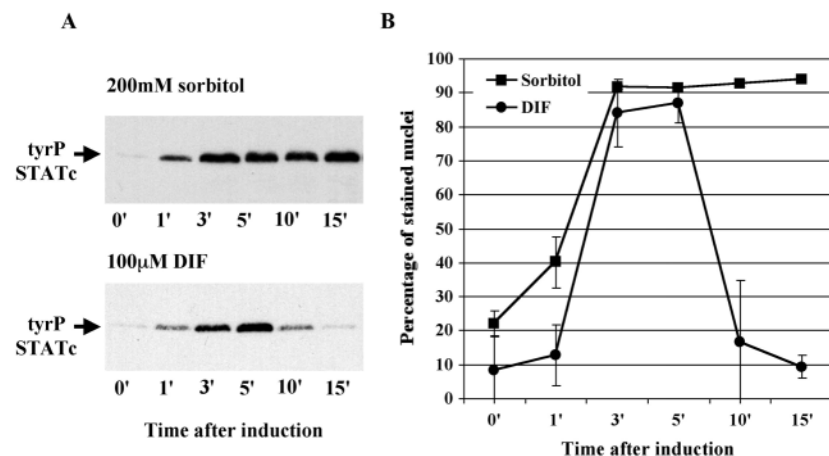 A
200mM sorbitol
tyrP
STATc
0' 1' 3' 5' 10' 15'
100μM DIF
tyrP
STATc
0' 1' 3' 5' 10' 15'
Time after induction
B
Percentage of stained nuclei
100
90
80
70
60
50
40
30
20
10
0
Sorbitol
DIF
0' 1' 3' 5' 10' 15'
Time after induction